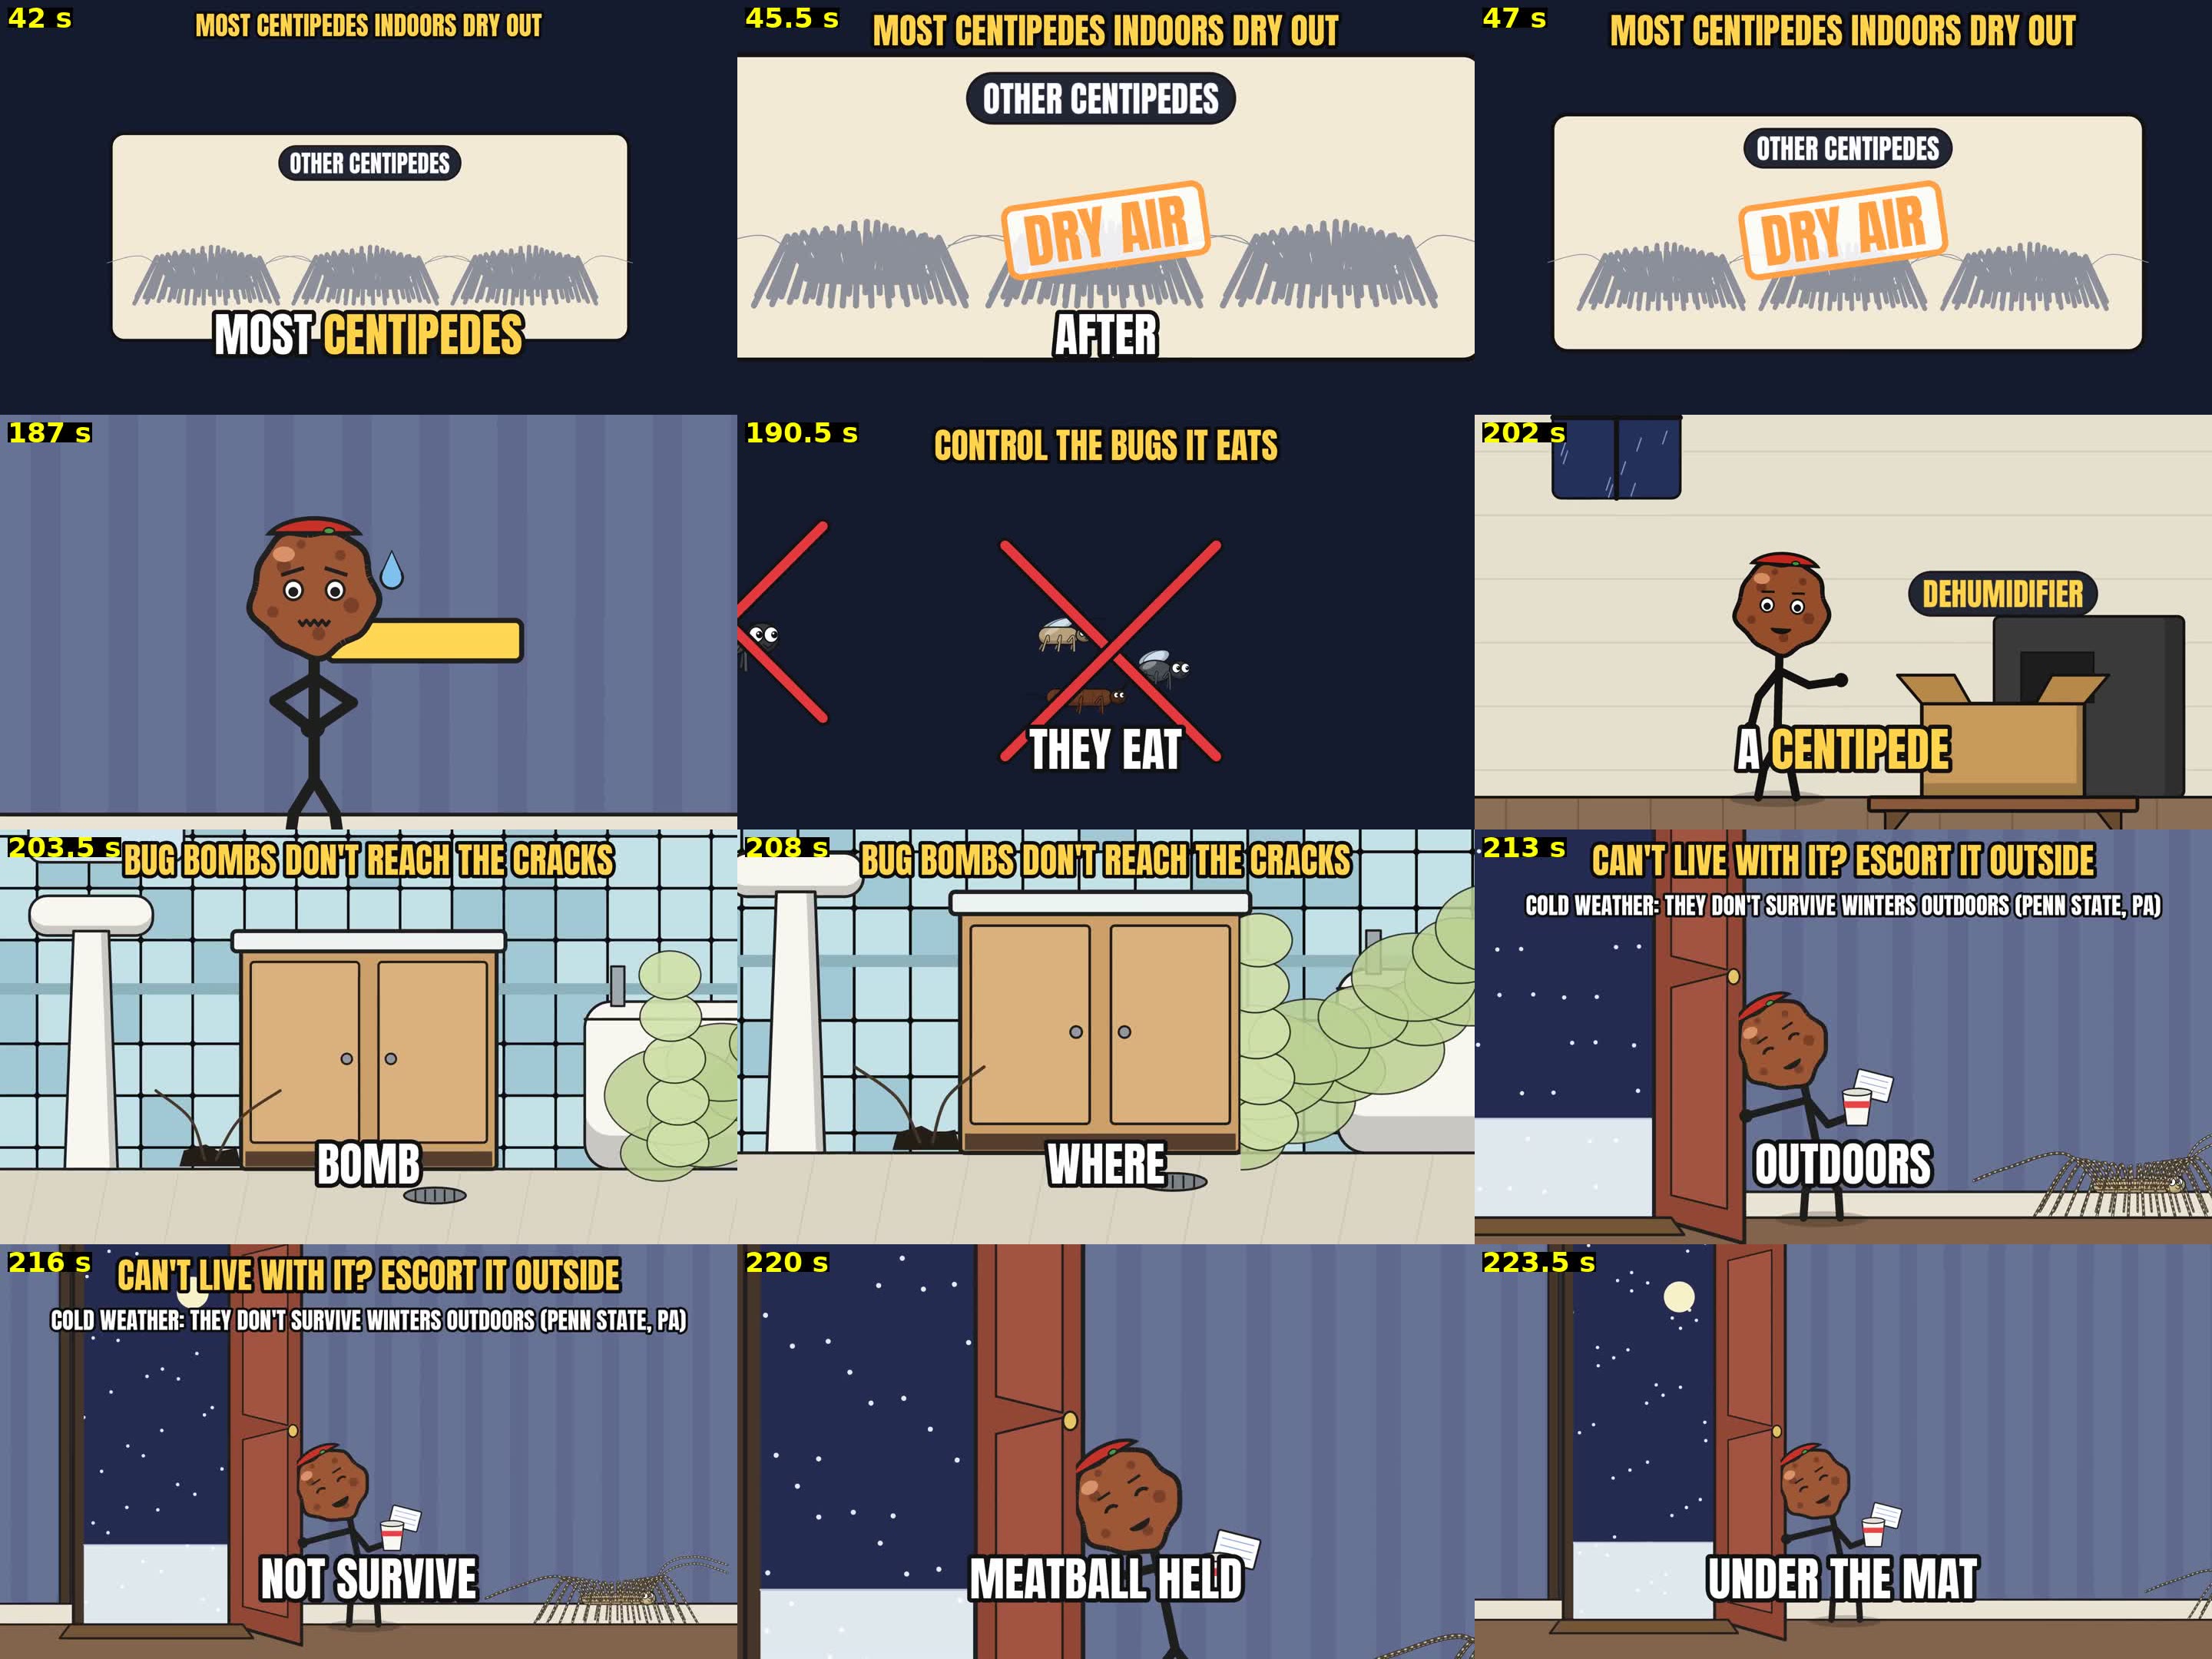 42 s
MOST CENTIPEDES INDOORS DRY OUT
OTHER CENTIPEDES
MOST CENTIPEDES
45.5 s
MOST CENTIPEDES INDOORS DRY OUT
OTHER CENTIPEDES
DRY AIR
AFTER
47 s
MOST CENTIPEDES INDOORS DRY OUT
OTHER CENTIPEDES
DRY AIR
187 s
190.5 s
CONTROL THE BUGS IT EATS
THEY EAT
202 s
DEHUMIDIFIER
A CENTIPEDE
203.5 s
BUG BOMBS DON'T REACH THE CRACKS
BOMB
208 s
BUG BOMBS DON'T REACH THE CRACKS
WHERE
213 s
CAN'T LIVE WITH IT? ESCORT IT OUTSIDE
COLD WEATHER: THEY DON'T SURVIVE WINTERS OUTDOORS (PENN STATE, PA)
OUTDOORS
216 s
CAN'T LIVE WITH IT? ESCORT IT OUTSIDE
COLD WEATHER: THEY DON'T SURVIVE WINTERS OUTDOORS (PENN STATE, PA)
NOT SURVIVE
220 s
MEATBALL HELD
223.5 s
UNDER THE MAT